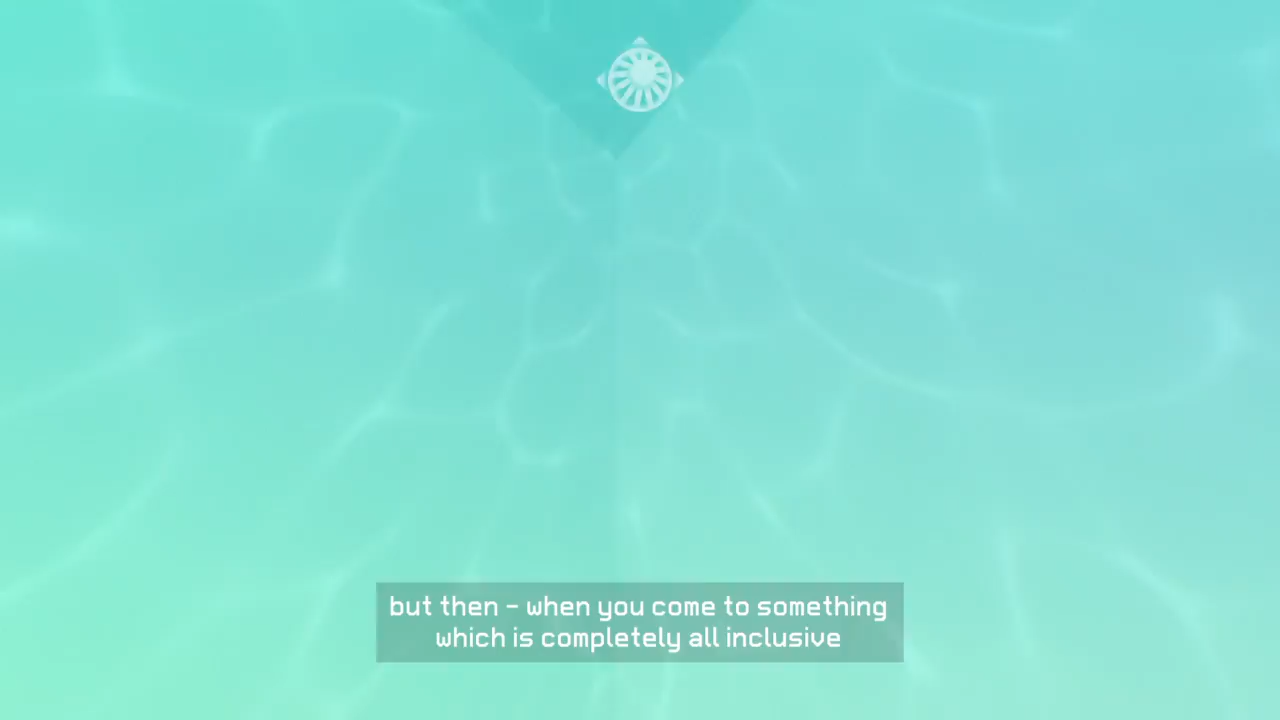 but then - when you come to something
which is completely all inclusive